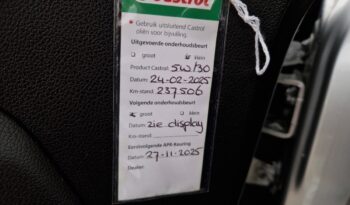 Castrol
Gebruik uitsluitend Castrol
oliën voor bijvulling.
Uitgevoerde onderhoudsbeurt
groot klein
Product Castrol: 5W/30
Datum: 24-02-2025
Km-stand: 237.506
Volgende onderhoudsbeurt
groot klein
Datum: zie display
Km-stand:
Eerstvolgende APK-Keuring
Datum: 27-11-2025
Dealer: